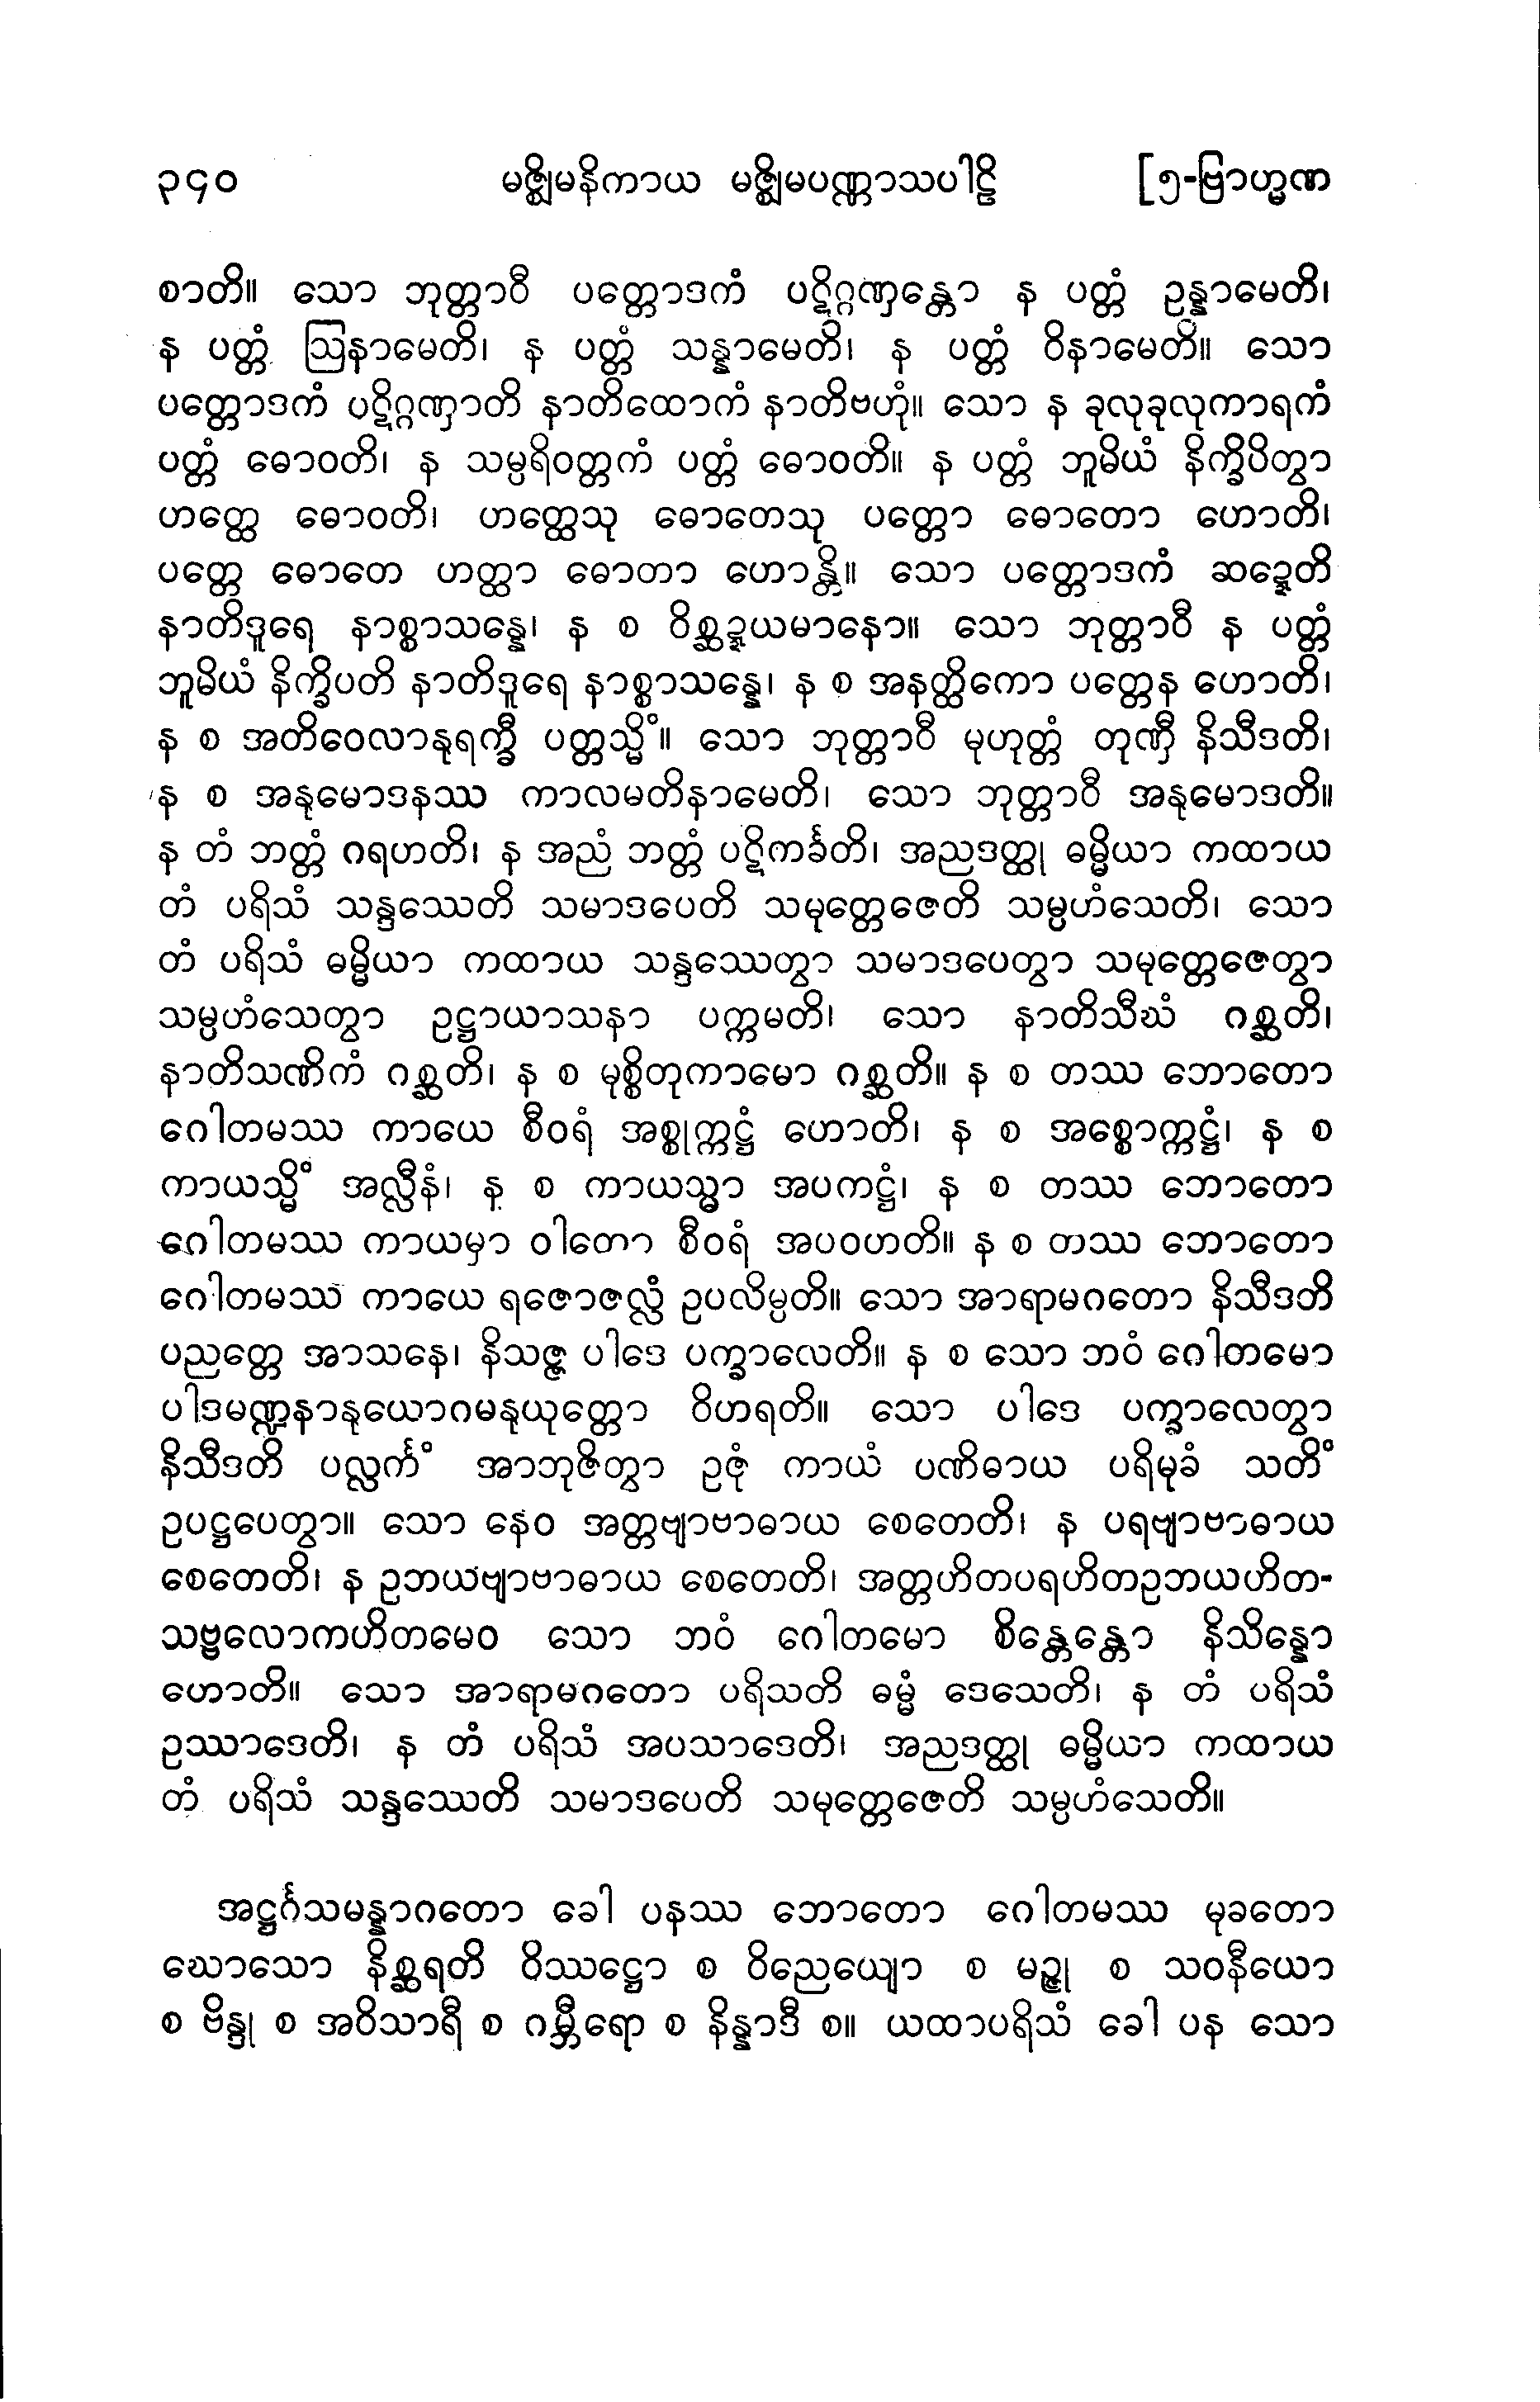 ၃၄၀ မဇ္ဈိမနိကာယ မဇ္ဈိမပဏ္ဏာသပါဠိ [၅-ဗြာဟ္မဏ
စာတိ။ သော ဘုတ္တာဝီ ပတ္တောဒကံ ပဋိဂ္ဂဏှန္တော န ပတ္တံ ဥန္နာမေတိ၊
န ပတ္တံ ဩနာမေတိ၊ န ပတ္တံ သန္နာမေတိ၊ န ပတ္တံ ဝိနာမေတိ။ သော
ပတ္တောဒကံ ပဋိဂ္ဂဏှာတိ နာတိထောကံ နာတိဗဟုံ။ သော န ခုလုခုလုကာရကံ
ပတ္တံ ဓောဝတိ၊ န သမ္ပရိဝတ္တကံ ပတ္တံ ဓောဝတိ။ န ပတ္တံ ဘူမိယံ နိက္ခိပိတွာ
ဟတ္ထေ ဓောဝတိ၊ ဟတ္ထေသု ဓောတေသု ပတ္တော ဓောတော ဟောတိ၊
ပတ္တေ ဓောတေ ဟတ္ထာ ဓောတာ ဟောန္တိ။ သော ပတ္တောဒကံ ဆဍ္ဍေတိ
နာတိဒူရေ နာစ္စာသန္နေ၊ န စ ဝိစ္ဆဍ္ဍယမာနော။ သော ဘုတ္တာဝီ န ပတ္တံ
ဘူမိယံ နိက္ခိပတိ နာတိဒူရေ နာစ္စာသန္နေ၊ န စ အနတ္ထိကော ပတ္တေန ဟောတိ၊
န စ အတိဝေလာနုရက္ခီ ပတ္တသ္မိံ။ သော ဘုတ္တာဝီ မုဟုတ္တံ တုဏှီ နိသီဒတိ၊
န စ အနုမောဒနဿ ကာလမတိနာမေတိ၊ သော ဘုတ္တာဝီ အနုမောဒတိ။
န တံ ဘတ္တံ ဂရဟတိ၊ န အညံ ဘတ္တံ ပဋိကင်္ခတိ၊ အညဒတ္ထု ဓမ္မိယာ ကထာယ
တံ ပရိသံ သန္ဒဿေတိ သမာဒပေတိ သမုတ္တေဇေတိ သမ္ပဟံသေတိ၊ သော
တံ ပရိသံ ဓမ္မိယာ ကထာယ သန္ဒဿေတွာ သမာဒပေတွာ သမုတ္တေဇေတွာ
သမ္ပဟံသေတွာ ဥဋ္ဌာယာသနာ ပက္ကမတိ၊ သော နာတိသီဃံ ဂစ္ဆတိ၊
နာတိသဏိကံ ဂစ္ဆတိ၊ န စ မုစ္စိတုကာမော ဂစ္ဆတိ။ န စ တဿ ဘောတော
ဂေါတမဿ ကာယေ စီဝရံ အစ္စုက္ကဋ္ဌံ ဟောတိ၊ န စ အစ္စောက္ကဋ္ဌံ၊ န စ
ကာယသ္မိံ အလ္လီနံ၊ န စ ကာယသ္မာ အပကဋ္ဌံ၊ န စ တဿ ဘောတော
ဂေါတမဿ ကာယမှာ ဝါတော စီဝရံ အပဝဟတိ။ န စ တဿ ဘောတော
ဂေါတမဿ ကာယေ ရဇောဇလ္လံ ဥပလိမ္ပတိ။ သော အာရာမဂတော နိသီဒတိ
ပညတ္တေ အာသနေ၊ နိသဇ္ဇ ပါဒေ ပက္ခာလေတိ။ န စ သော ဘဝံ ဂေါတမော
ပါဒမဏ္ဍနာနုယောဂမနုယုတ္တော ဝိဟရတိ။ သော ပါဒေ ပက္ခာလေတွာ
နိသီဒတိ ပလ္လင်္ကံ အာဘုဇိတွာ ဥဇုံ ကာယံ ပဏိဓာယ ပရိမုခံ သတိံ
ဥပဋ္ဌပေတွာ။ သော နေဝ အတ္တဗျာဗာဓာယ စေတေတိ၊ န ပရဗျာဗာဓာယ
စေတေတိ၊ န ဥဘယဗျာဗာဓာယ စေတေတိ၊ အတ္တဟိတပရဟိတဥဘယဟိတ-
သဗ္ဗလောကဟိတမေဝ သော ဘဝံ ဂေါတမော စိန္တေန္တော နိသိန္နော
ဟောတိ။ သော အာရာမဂတော ပရိသတိ ဓမ္မံ ဒေသေတိ၊ န တံ ပရိသံ
ဥဿာဒေတိ၊ န တံ ပရိသံ အပသာဒေတိ၊ အညဒတ္ထု ဓမ္မိယာ ကထာယ
တံ ပရိသံ သန္ဒဿေတိ သမာဒပေတိ သမုတ္တေဇေတိ သမ္ပဟံသေတိ။
အဋ္ဌင်္ဂသမန္နာဂတော ခေါ ပနဿ ဘောတော ဂေါတမဿ မုခတော
ဃောသော နိစ္ဆရတိ ဝိဿဋ္ဌော စ ဝိညေယျော စ မဉ္ဇု စ သဝနီယော
စ ဗိန္ဒု စ အဝိသာရီ စ ဂမ္ဘီရော စ နိန္နာဒီ စ။ ယထာပရိသံ ခေါ ပန သော